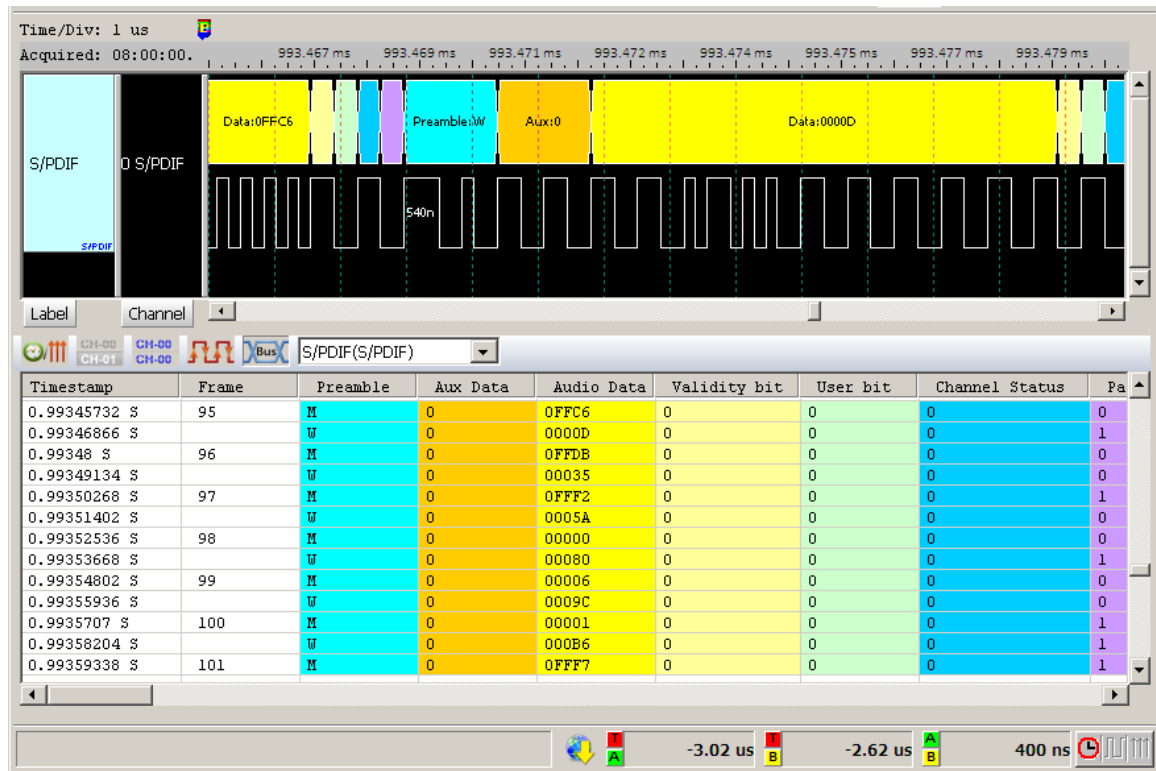 Time/Div: 1 us B
Acquired: 08:00:00. 993.467 ms 993.469 ms 993.471 ms 993.472 ms 993.474 ms 993.475 ms 993.477 ms 993.479 ms
Data:0FFC6 Preamble:W Aux:0 Data:0000D
S/PDIF 0 S/PDIF
540n
S/PDIF
Label Channel
CH-00 CH-01 CH-00 CH-00 Bus S/PDIF(S/PDIF)
Timestamp Frame Preamble Aux Data Audio Data Validity bit User bit Channel Status Pa
0.99345732 S 95 M 0 0FFC6 0 0 0 0
0.99346866 S W 0 0000D 0 0 0 1
0.99348 S 96 M 0 0FFDB 0 0 0 0
0.99349134 S W 0 00035 0 0 0 0
0.99350268 S 97 M 0 0FFF2 0 0 0 1
0.99351402 S W 0 0005A 0 0 0 0
0.99352536 S 98 M 0 00000 0 0 0 0
0.99353668 S W 0 00080 0 0 0 1
0.99354802 S 99 M 0 00006 0 0 0 0
0.99355936 S W 0 0009C 0 0 0 0
0.9935707 S 100 M 0 00001 0 0 0 1
0.99358204 S W 0 000B6 0 0 0 1
0.99359338 S 101 M 0 0FFF7 0 0 0 1
T A -3.02 us T B -2.62 us A B 400 ns